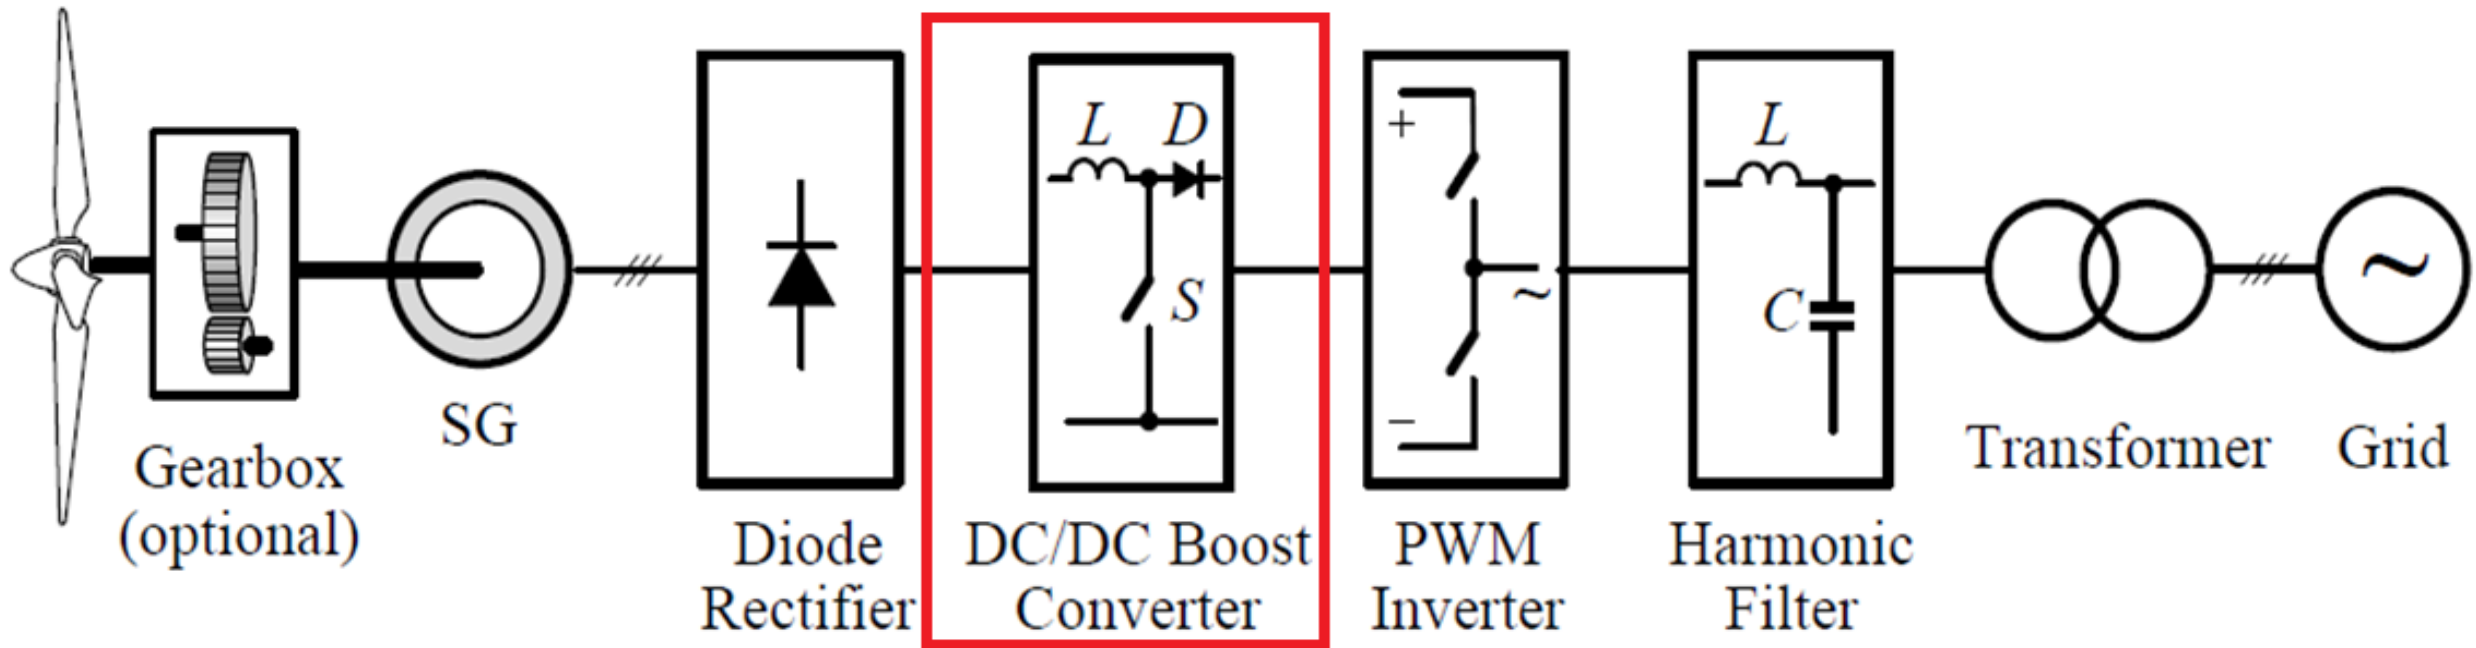 Gearbox
(optional)
SG
Diode
Rectifier
L D
S
DC/DC Boost
Converter
+
~
−
PWM
Inverter
L
C
Harmonic
Filter
Transformer
~
Grid